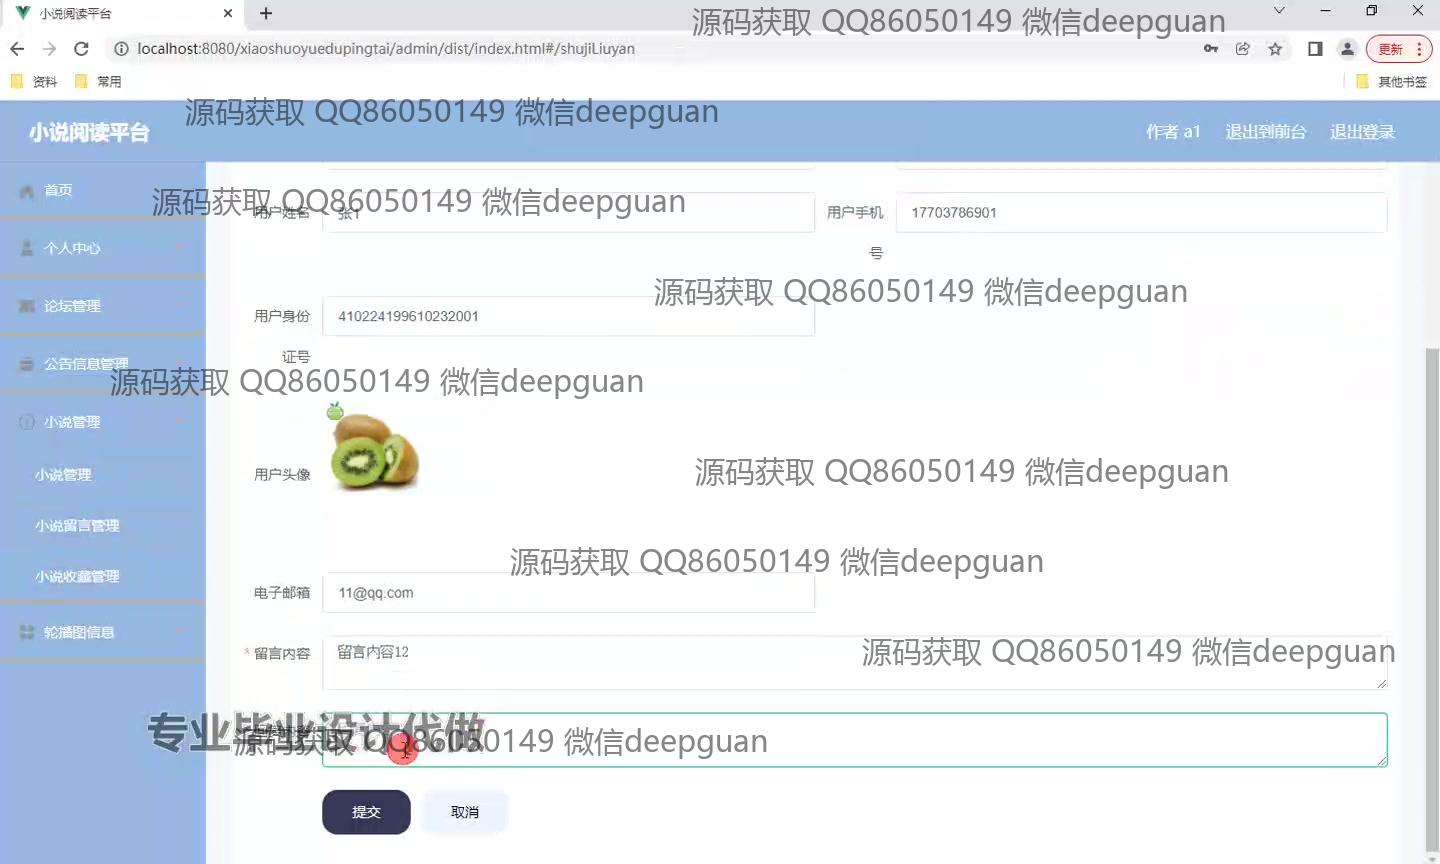 小说阅读平台
源码获取 QQ86050149 微信deepguan
localhost:8080/xiaoshuoyuedupingtai/admin/dist/index.html#/shujiLiuyan
更新
资料
常用
其他书签
源码获取 QQ86050149 微信deepguan
小说阅读平台
作者 a1
退出到前台
退出登录
首页
源码获取 QQ86050149 微信deepguan
用户姓名
张1
用户手机号
17703786901
个人中心
源码获取 QQ86050149 微信deepguan
论坛管理
用户身份证号
410224199610232001
公告信息管理
源码获取 QQ86050149 微信deepguan
小说管理
小说管理
用户头像
源码获取 QQ86050149 微信deepguan
小说留言管理
源码获取 QQ86050149 微信deepguan
小说收藏管理
电子邮箱
11@qq.com
轮播图信息
* 留言内容
留言内容12
源码获取 QQ86050149 微信deepguan
专业毕业设计代做
源码获取 QQ86050149 微信deepguan
提交
取消